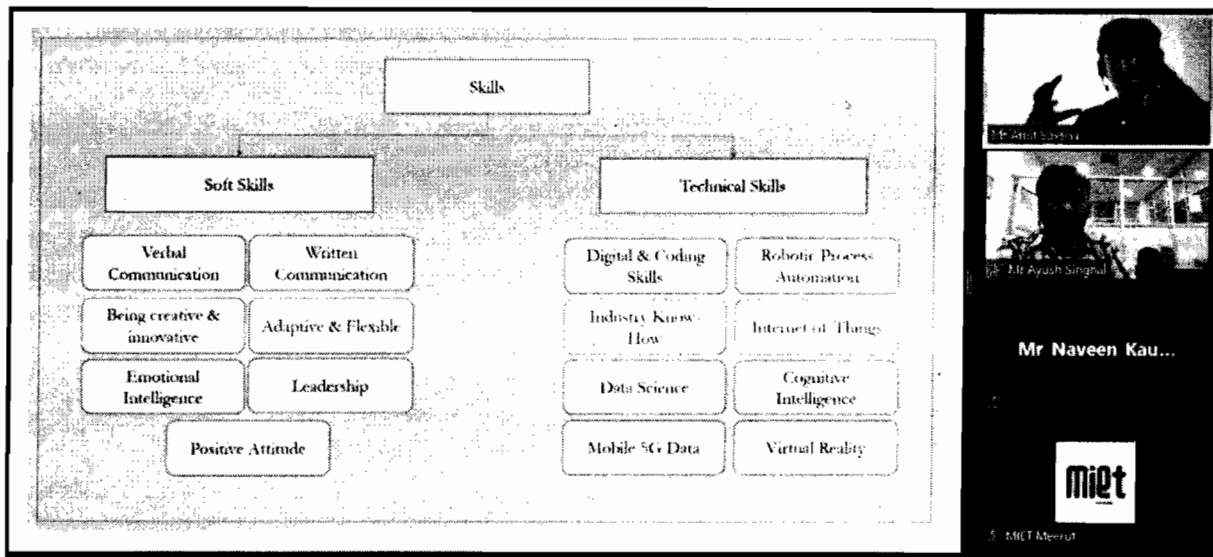 Skills
Soft Skills
Technical Skills
Verbal
Communication
Written
Communication
Being creative &
innovative
Adaptive & Flexible
Emotional
Intelligence
Leadership
Positive Attitude
Digital & Coding
Skills
Robotic Process
Automation
Industry Know-
How
Internet of Things
Data Science
Cognitive
Intelligence
Mobile 5G Data
Virtual Reality
Mr
Mr Ayush Singhal
Mr Naveen Kau...
miet
MIET Meerut